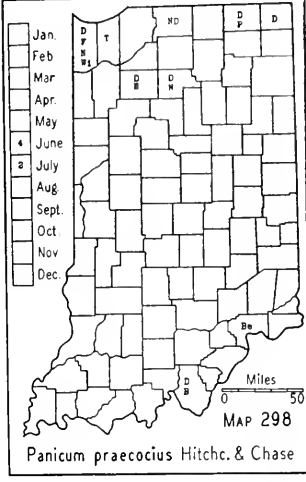 Jan.
Feb
Mar
Apr.
May
4 June
2 July
Aug.
Sept.
Oct.
Nov
Dec.
D
F
N
W1
T
ND
D
P
D
D
D
N
Be
D
B
Miles
0 50
MAP 298
Panicum praecocius Hitchc. & Chase